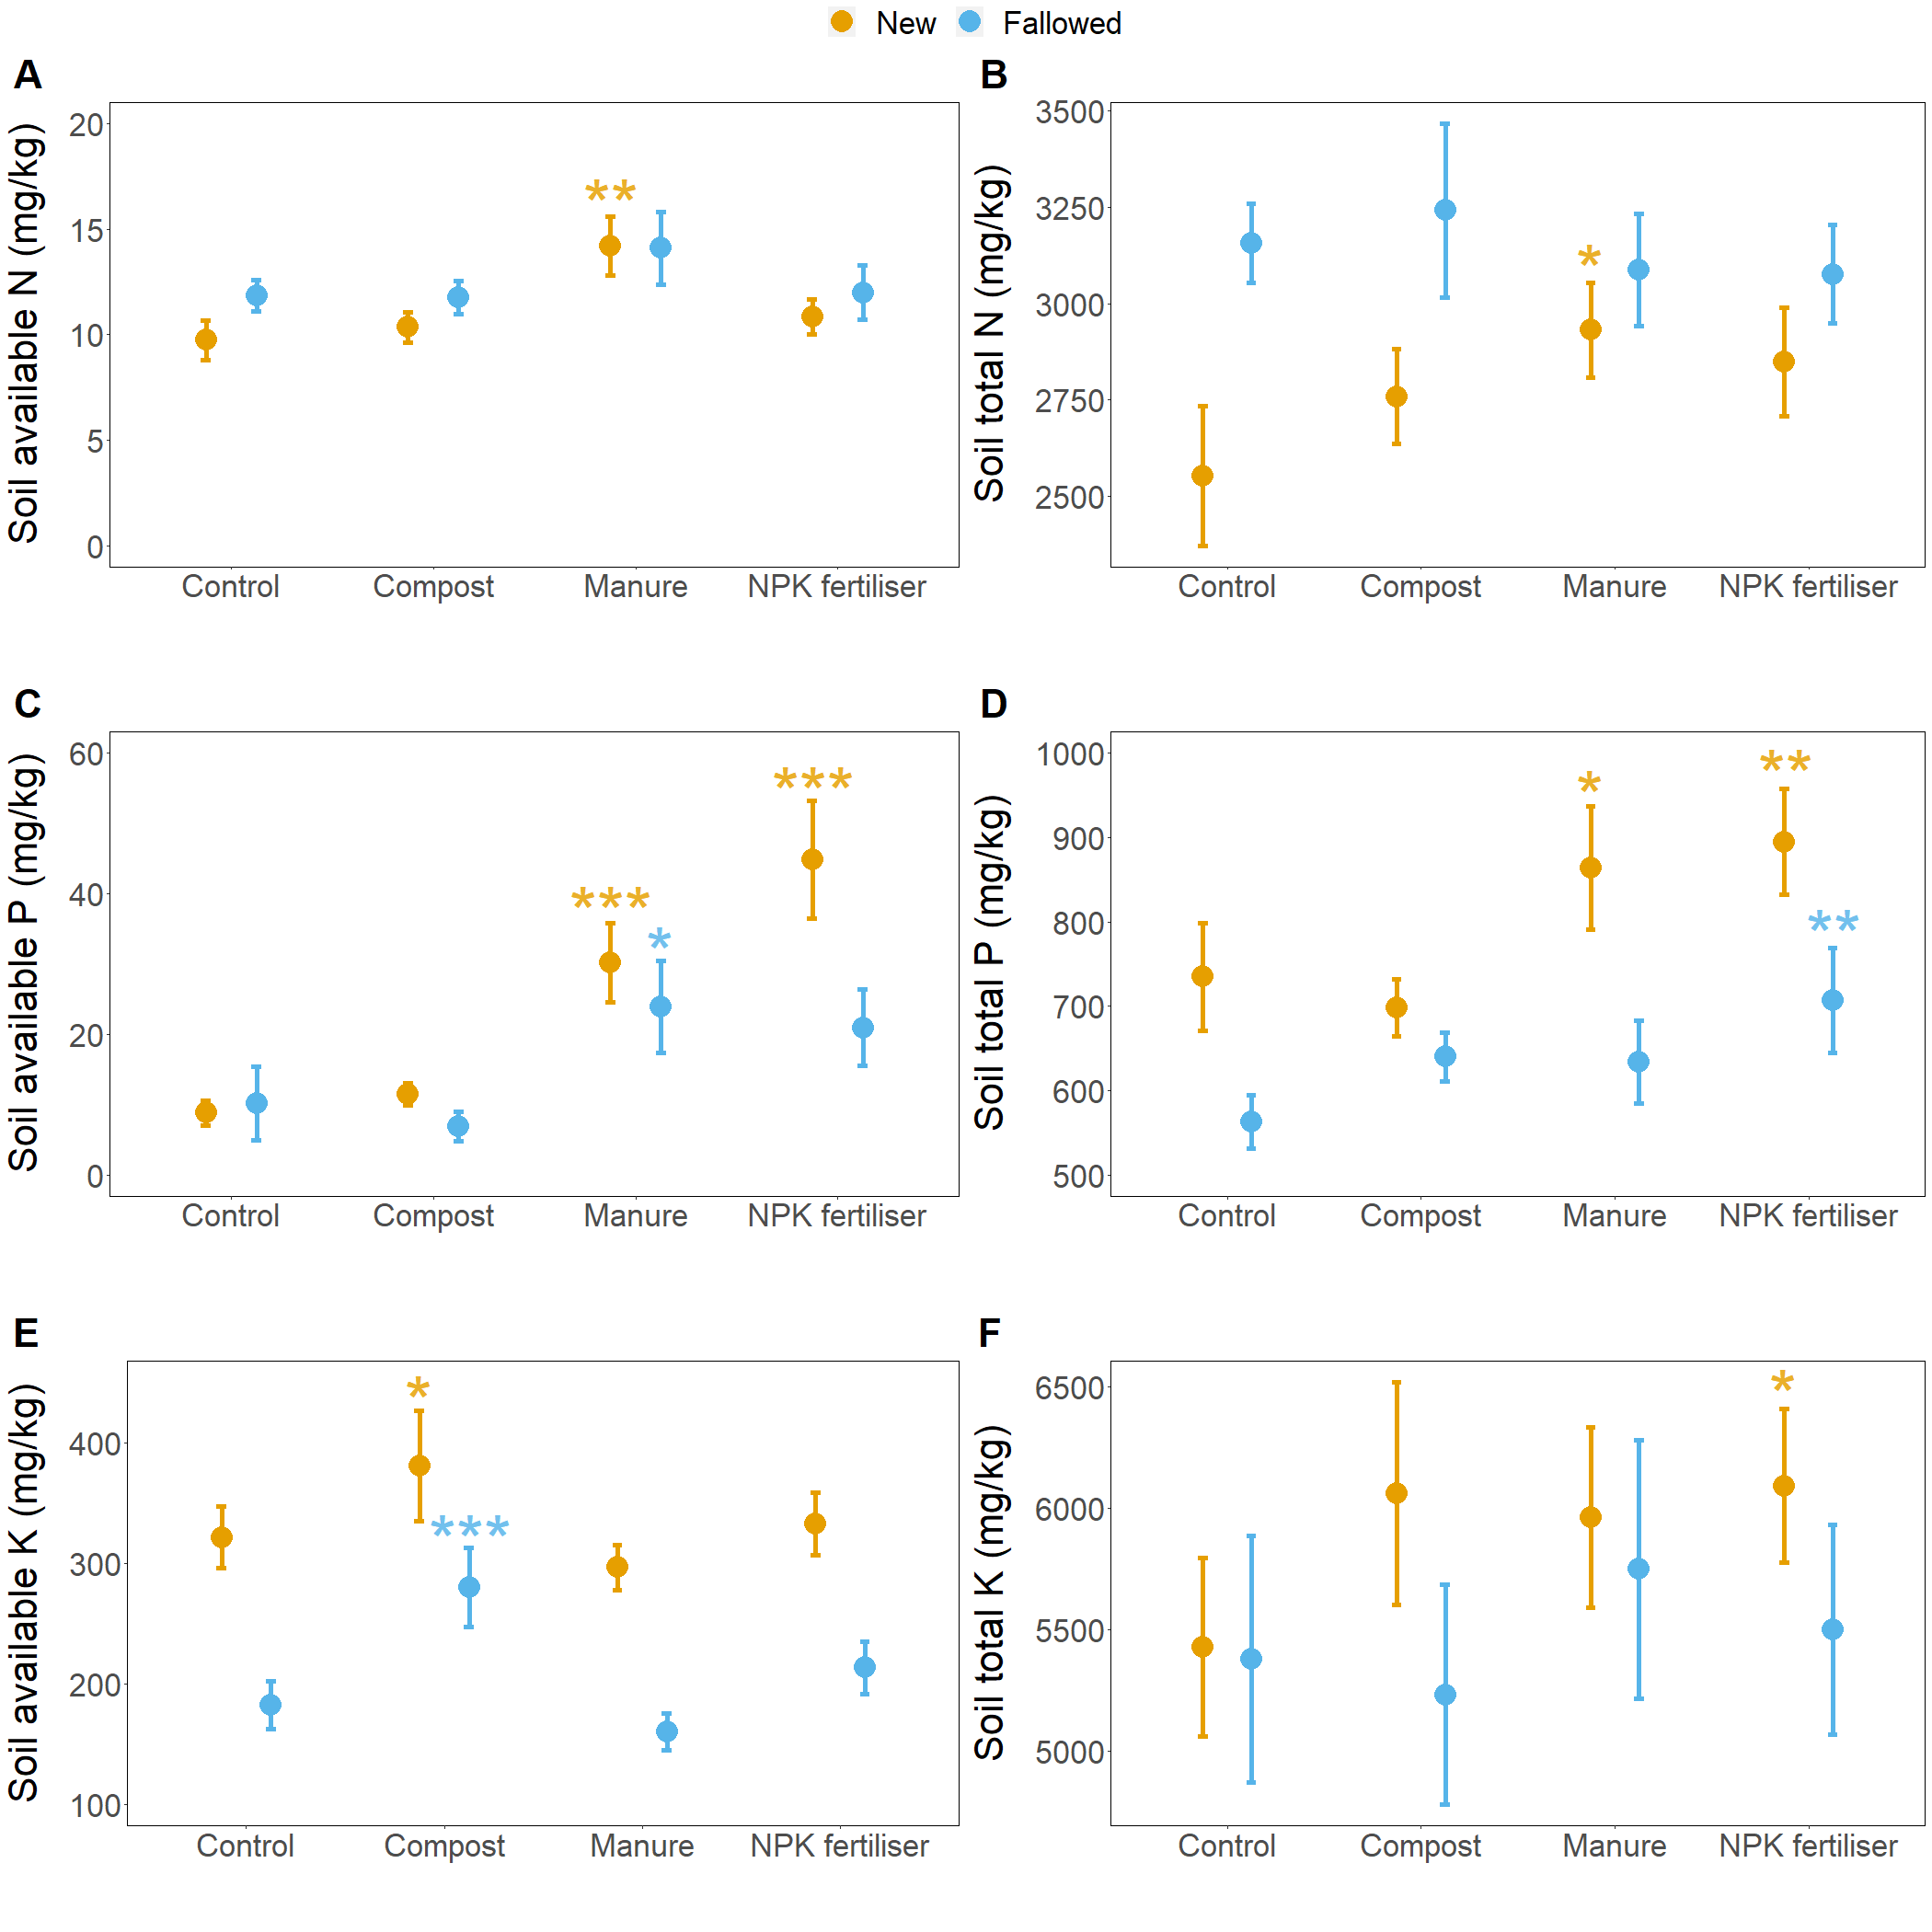 New Fallowed
A
Soil available N (mg/kg)
20
15
10
5
0
Control Compost Manure NPK fertiliser
**
B
Soil total N (mg/kg)
3500
3250
3000
2750
2500
Control Compost Manure NPK fertiliser
*
C
Soil available P (mg/kg)
60
40
20
0
Control Compost Manure NPK fertiliser
***
***
*
D
Soil total P (mg/kg)
1000
900
800
700
600
500
Control Compost Manure NPK fertiliser
**
*
**
E
Soil available K (mg/kg)
400
300
200
100
Control Compost Manure NPK fertiliser
*
***
F
Soil total K (mg/kg)
6500
6000
5500
5000
Control Compost Manure NPK fertiliser
*